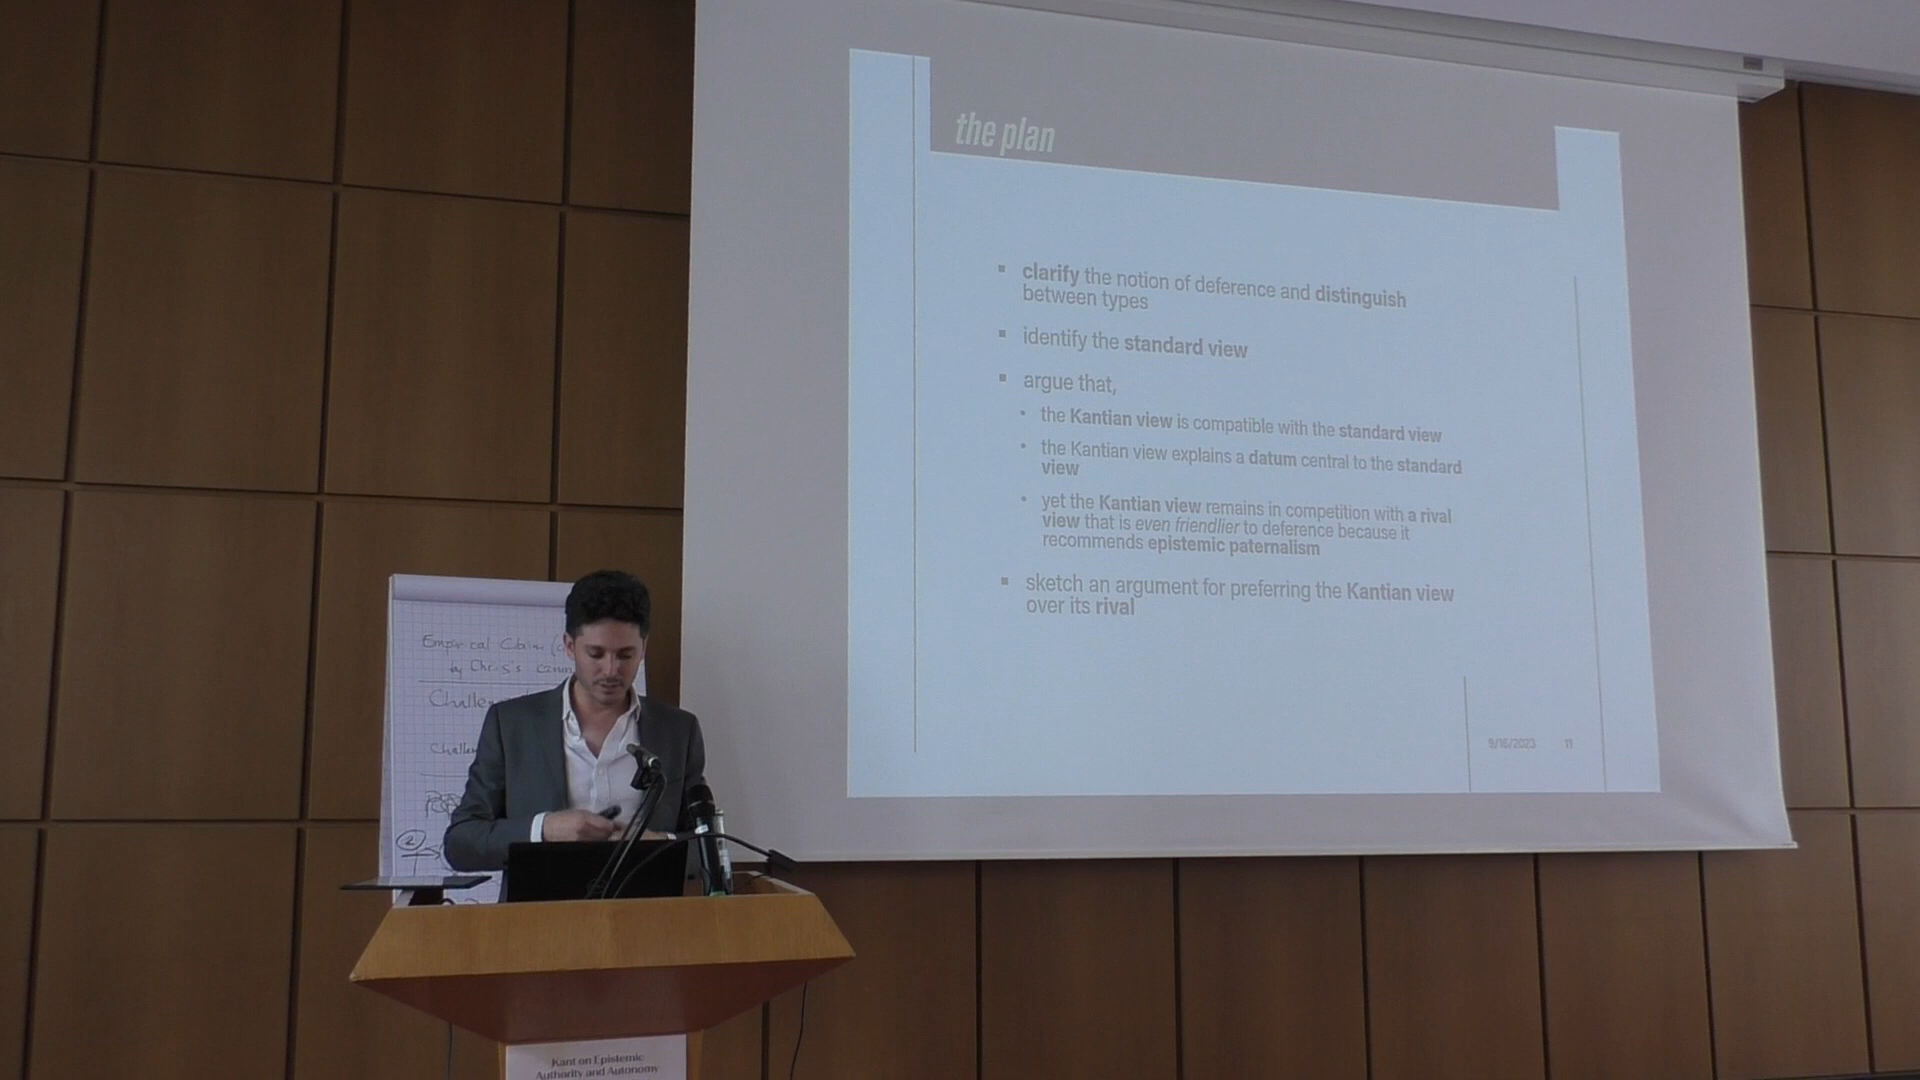 the plan
▪ clarify the notion of deference and distinguish
between types
▪ identify the standard view
▪ argue that,
• the Kantian view is compatible with the standard view
• the Kantian view explains a datum central to the standard
view
• yet the Kantian view remains in competition with a rival
view that is even friendlier to deference because it
recommends epistemic paternalism
▪ sketch an argument for preferring the Kantian view
over its rival
9/16/2023 11
Empirical Claim
by Chris's
Kant on Epistemic
Authority and Autonomy